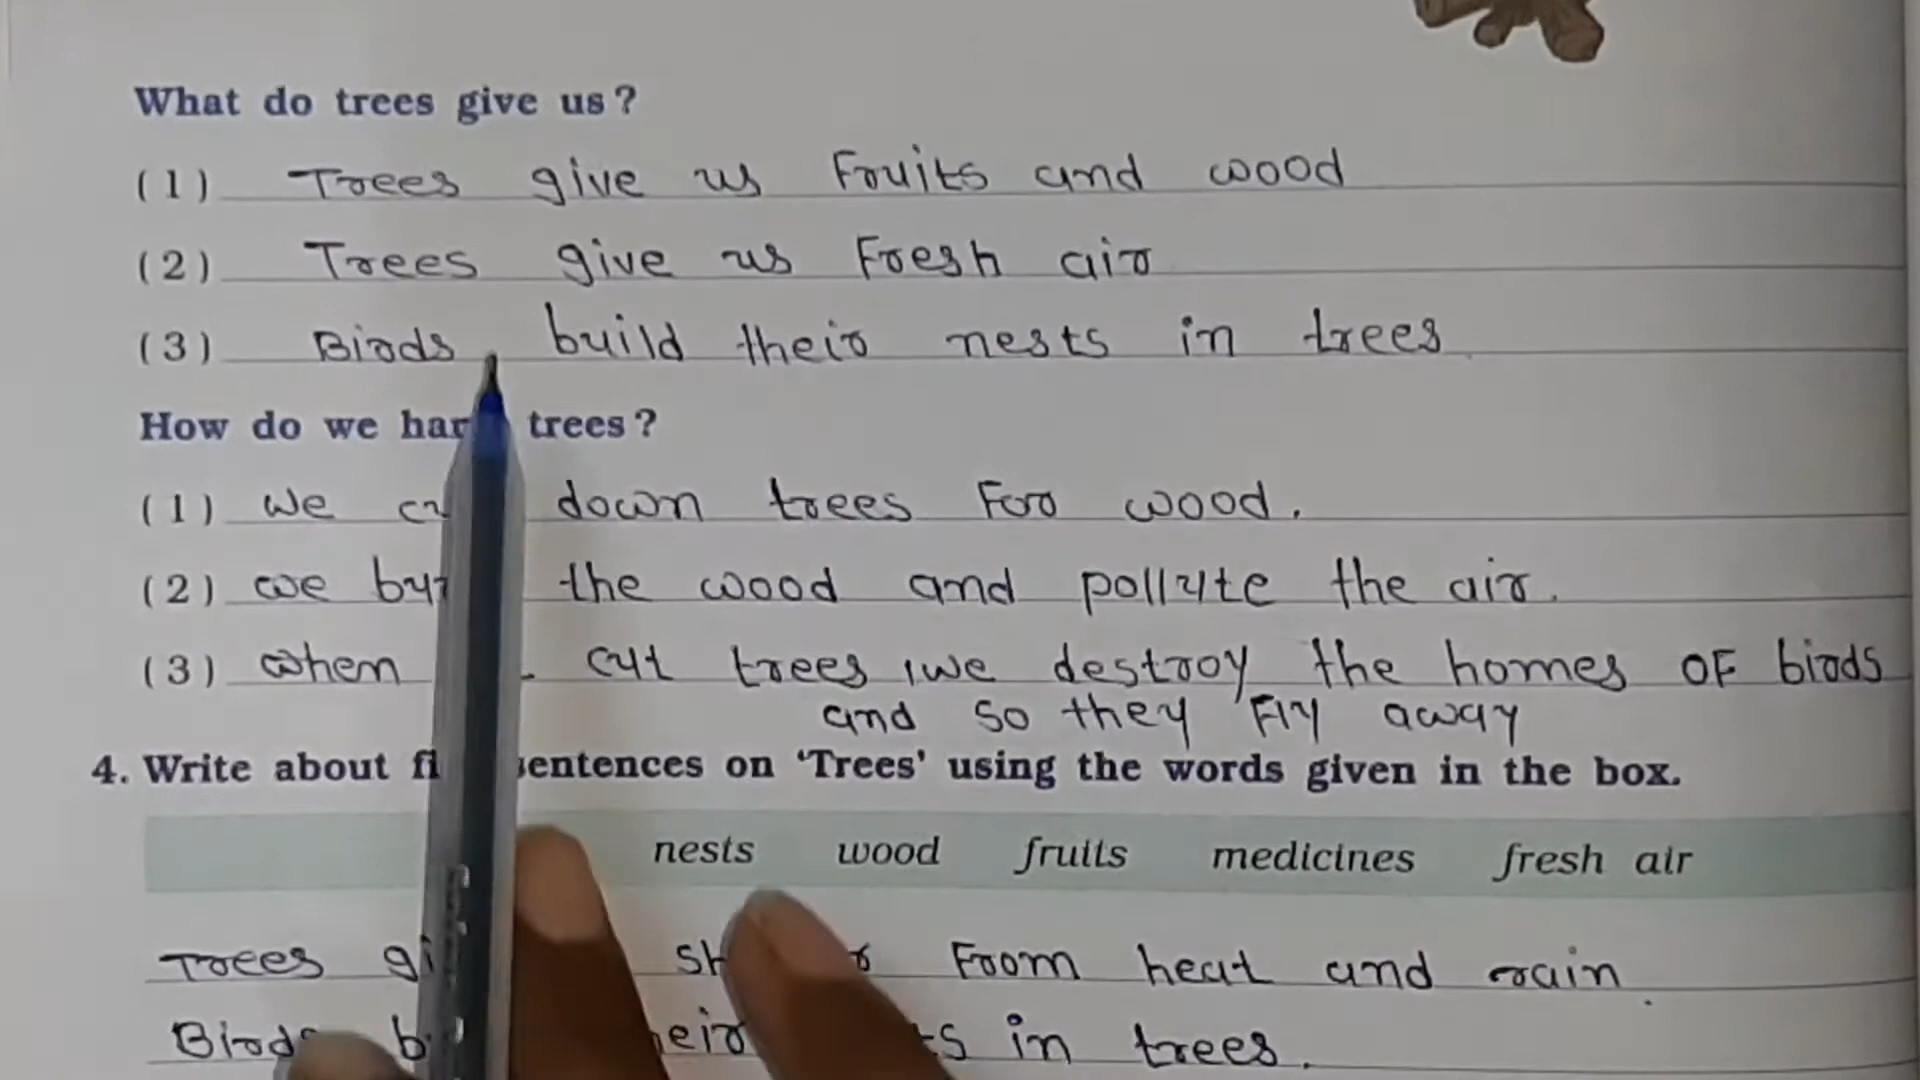 What do trees give us?
(1) Trees give us Fruits and wood
(2) Trees give us Fresh air
(3) Birds build their nests in trees
How do we trees?
(1) we down trees For wood.
(2) we the wood and pollute the air.
(3) when cut trees, we destroy the homes OF birds
and so they Fly away
4. Write about sentences on 'Trees' using the words given in the box.
nests wood fruits medicines fresh air
Trees From heat and rain.
Birds in trees.